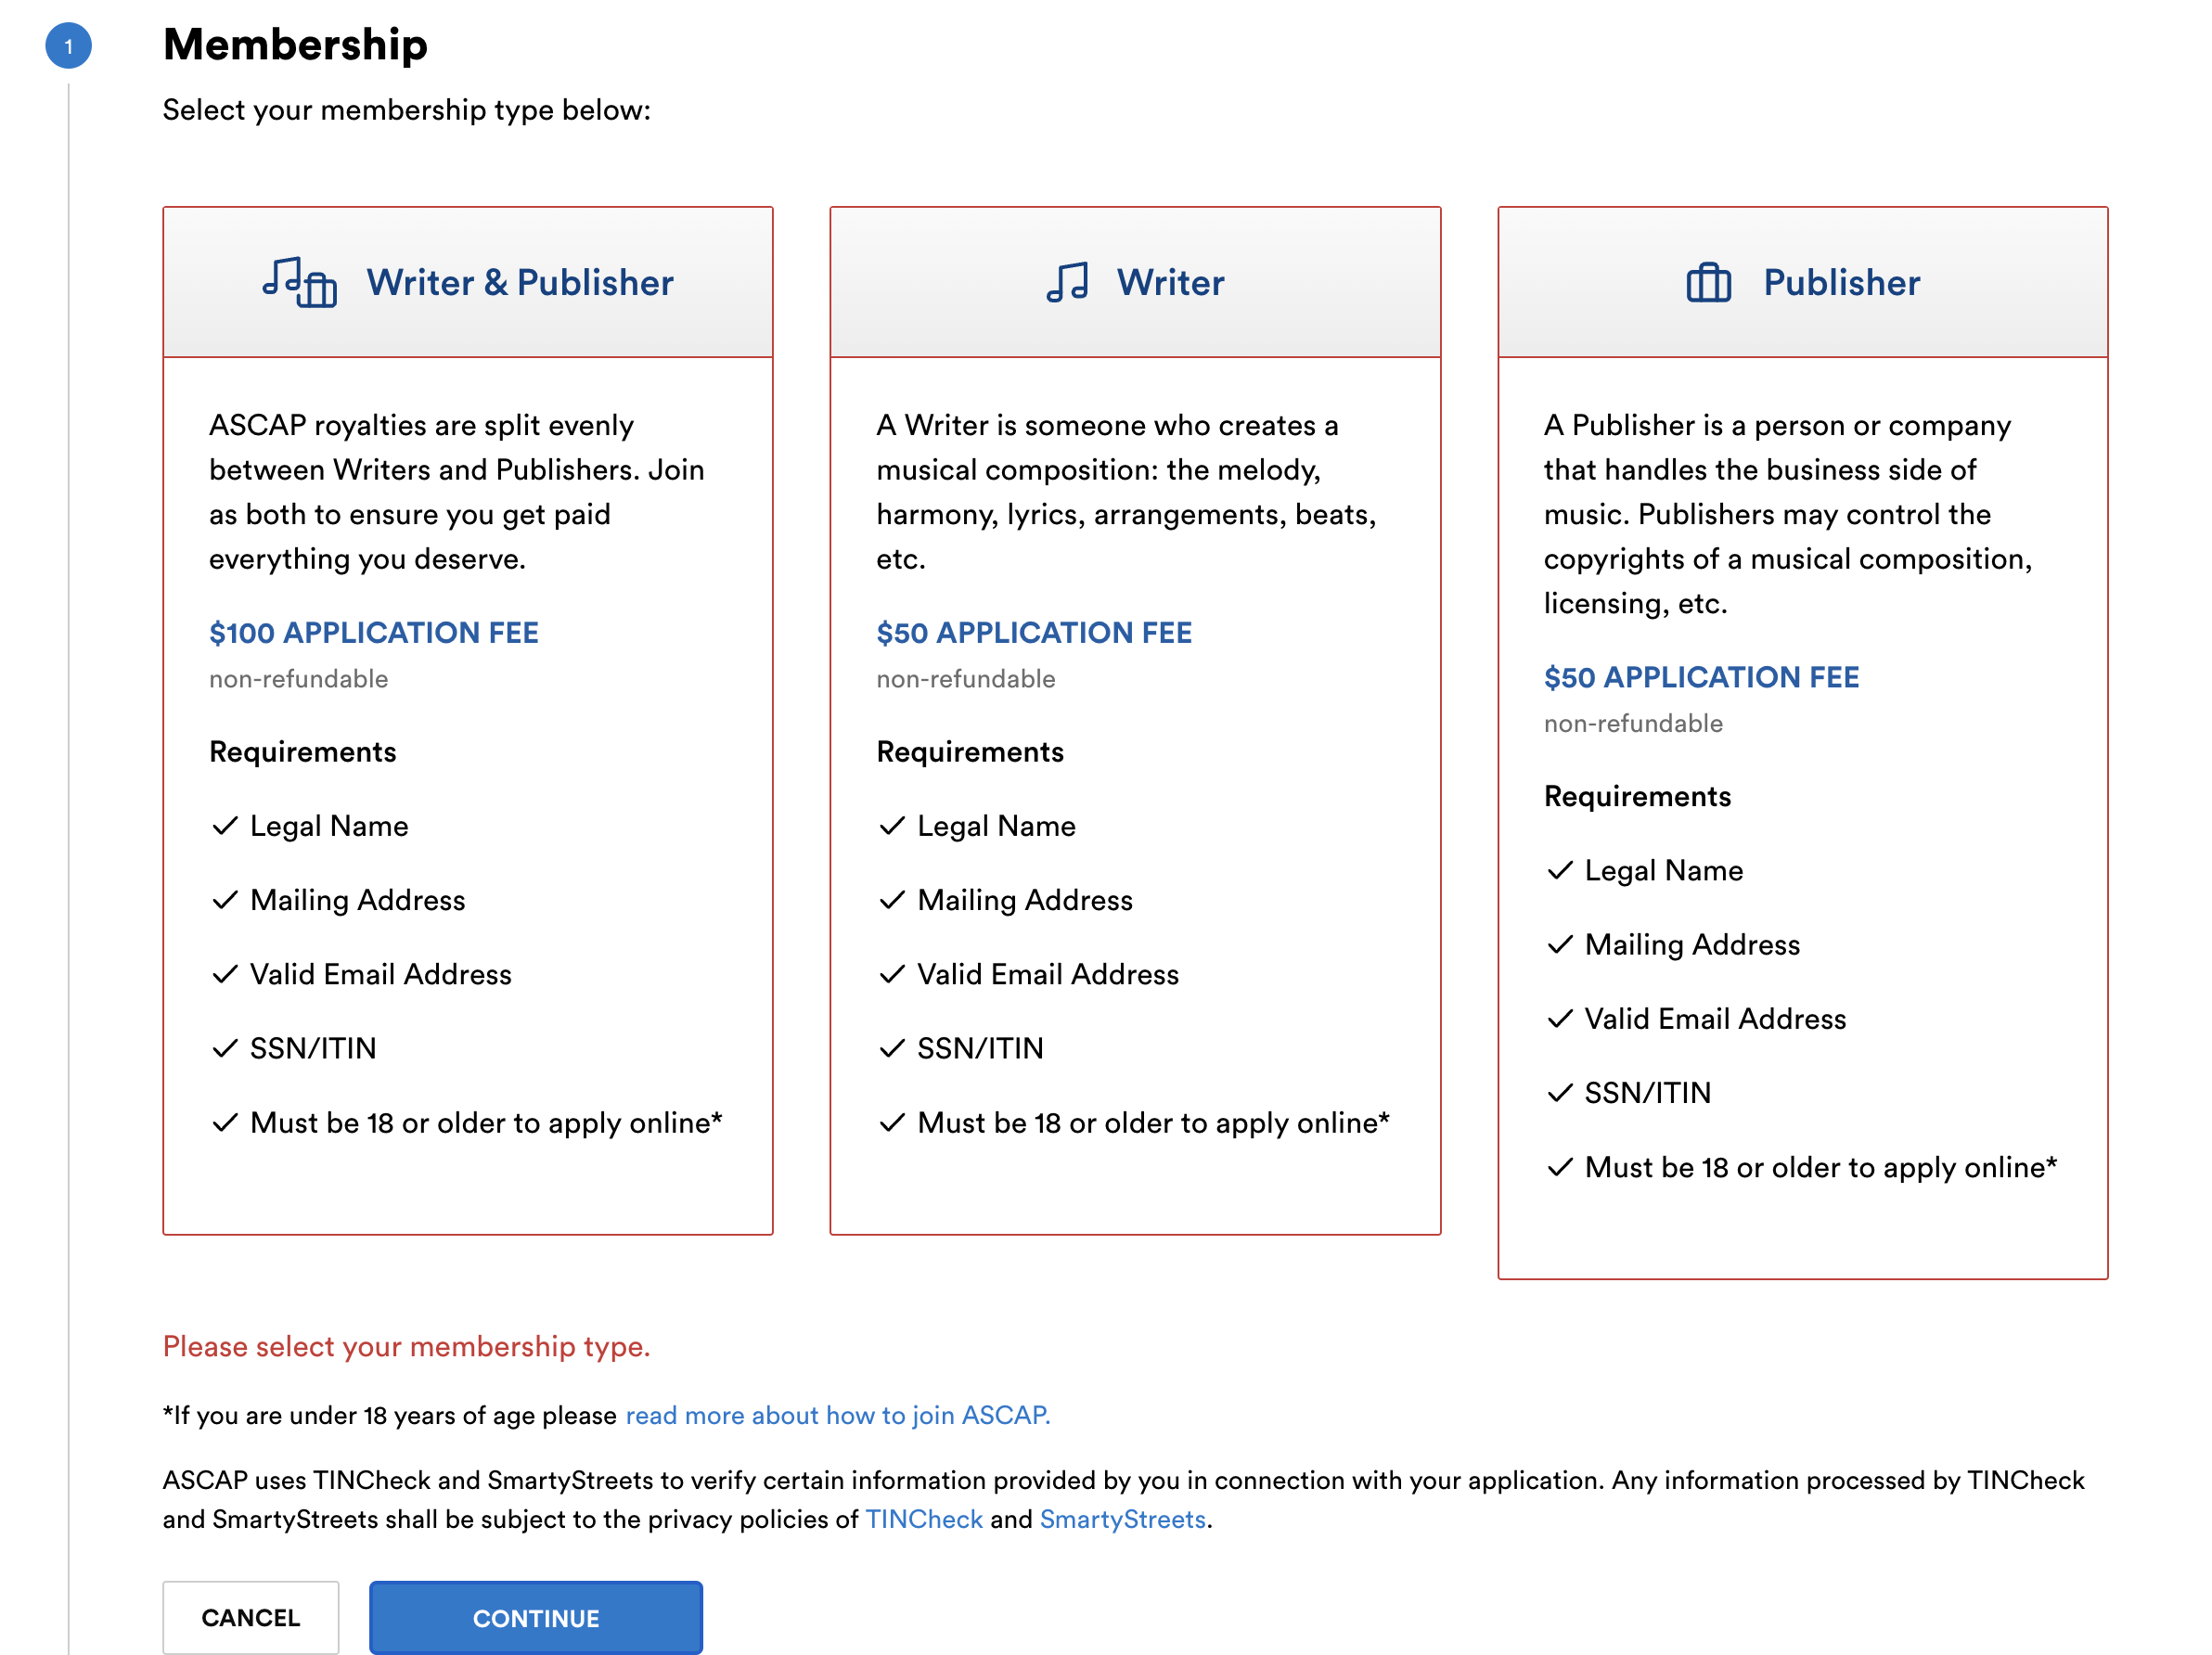 1
Membership
Select your membership type below:
Writer & Publisher
ASCAP royalties are split evenly
between Writers and Publishers. Join
as both to ensure you get paid
everything you deserve.
$100 APPLICATION FEE
non-refundable
Requirements
Legal Name
Mailing Address
Valid Email Address
SSN/ITIN
Must be 18 or older to apply online*
Writer
A Writer is someone who creates a
musical composition: the melody,
harmony, lyrics, arrangements, beats,
etc.
$50 APPLICATION FEE
non-refundable
Requirements
Legal Name
Mailing Address
Valid Email Address
SSN/ITIN
Must be 18 or older to apply online*
Publisher
A Publisher is a person or company
that handles the business side of
music. Publishers may control the
copyrights of a musical composition,
licensing, etc.
$50 APPLICATION FEE
non-refundable
Requirements
Legal Name
Mailing Address
Valid Email Address
SSN/ITIN
Must be 18 or older to apply online*
Please select your membership type.
*If you are under 18 years of age please read more about how to join ASCAP.
ASCAP uses TINCheck and SmartyStreets to verify certain information provided by you in connection with your application. Any information processed by TINCheck
and SmartyStreets shall be subject to the privacy policies of TINCheck and SmartyStreets.
CANCEL
CONTINUE